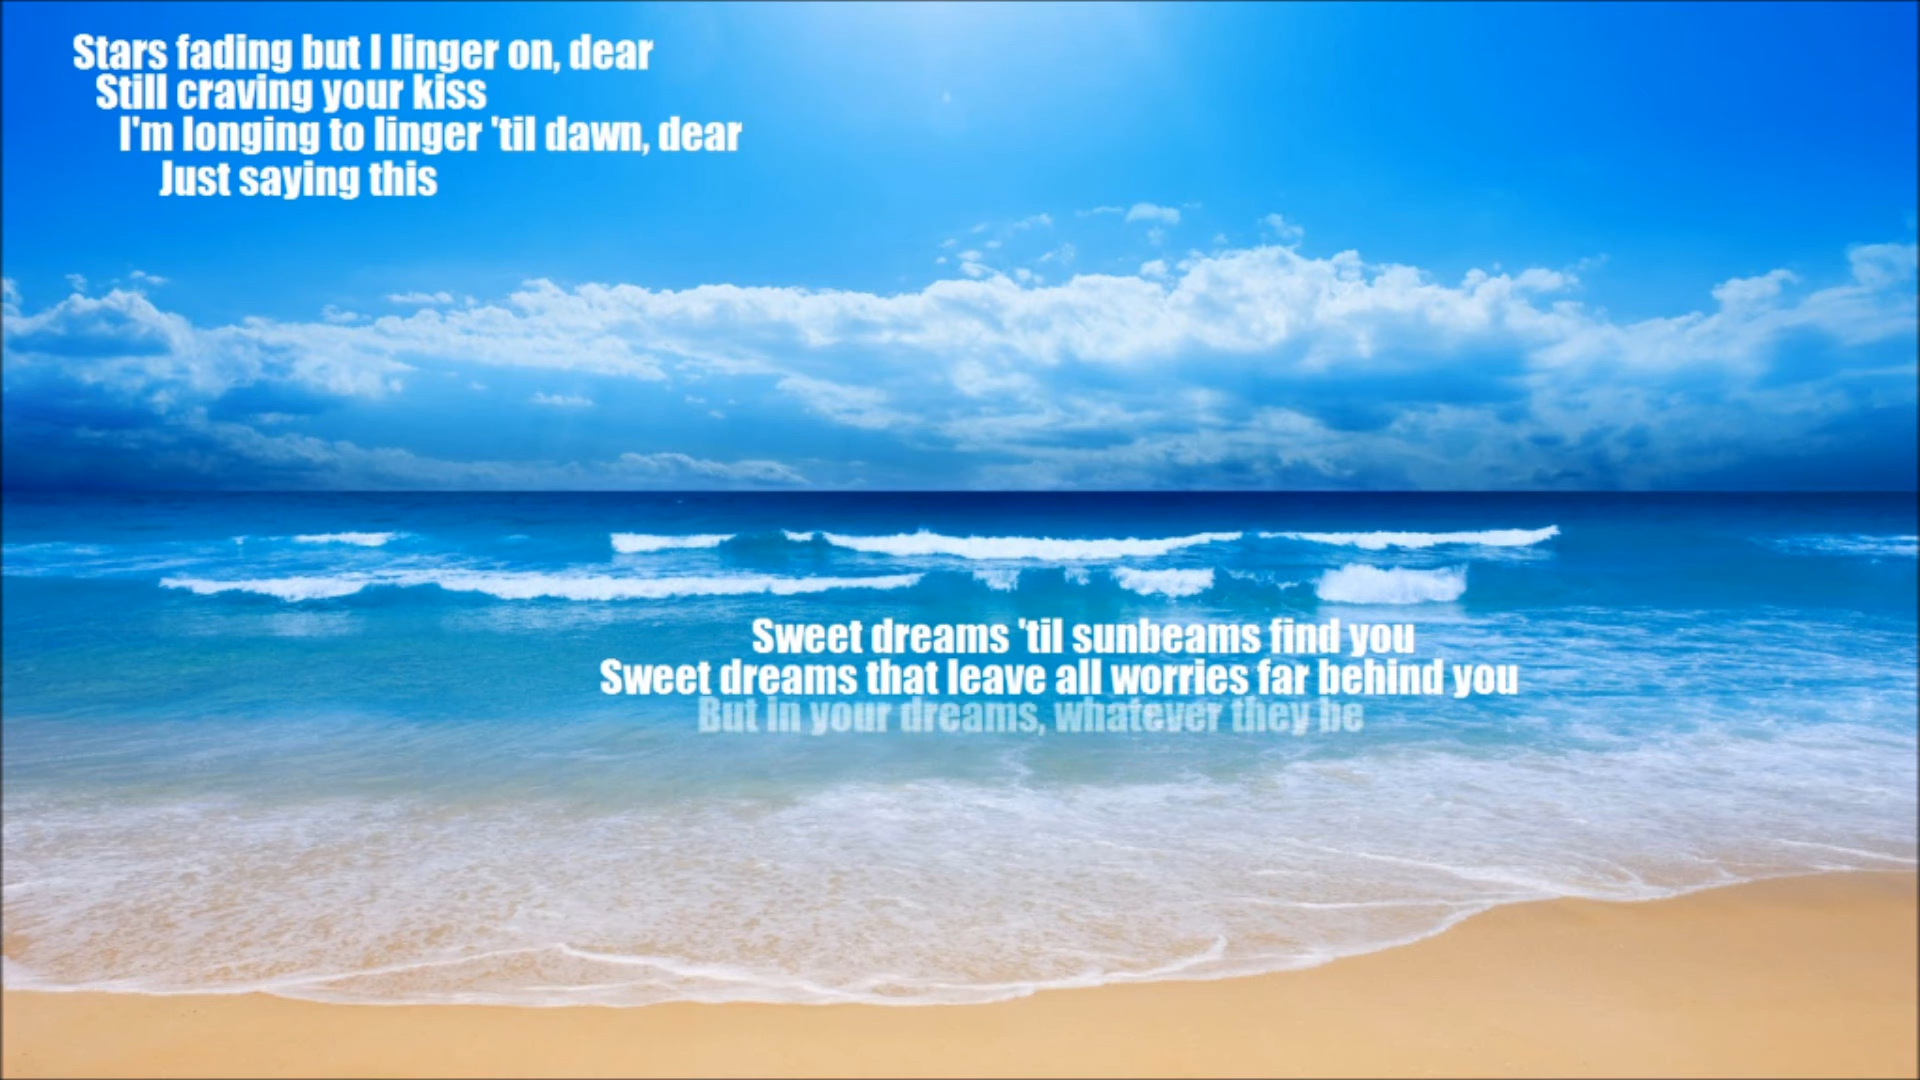 Stars fading but I linger on, dear
Still craving your kiss
I'm longing to linger 'til dawn, dear
Just saying this
Sweet dreams 'til sunbeams find you
Sweet dreams that leave all worries far behind you
But in your dreams, whatever they be